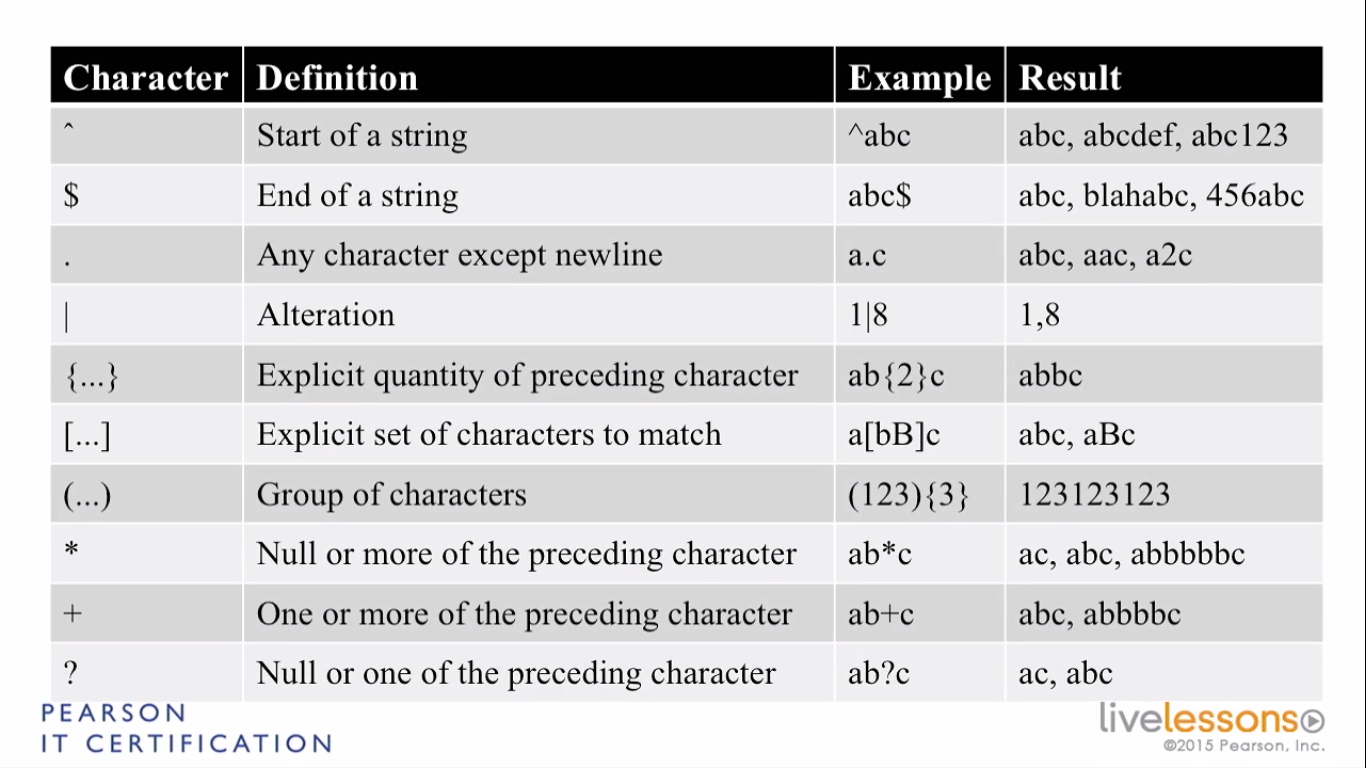 Character Definition Example Result
^ Start of a string ^abc abc, abcdef, abc123
$ End of a string abc$ abc, blahabc, 456abc
. Any character except newline a.c abc, aac, a2c
| Alteration 1|8 1,8
{...} Explicit quantity of preceding character ab{2}c abbc
[...] Explicit set of characters to match a[bB]c abc, aBc
(...) Group of characters (123){3} 123123123
* Null or more of the preceding character ab*c ac, abc, abbbbbc
+ One or more of the preceding character ab+c abc, abbbbc
? Null or one of the preceding character ab?c ac, abc
PEARSON
IT CERTIFICATION
livelessons
©2015 Pearson, Inc.